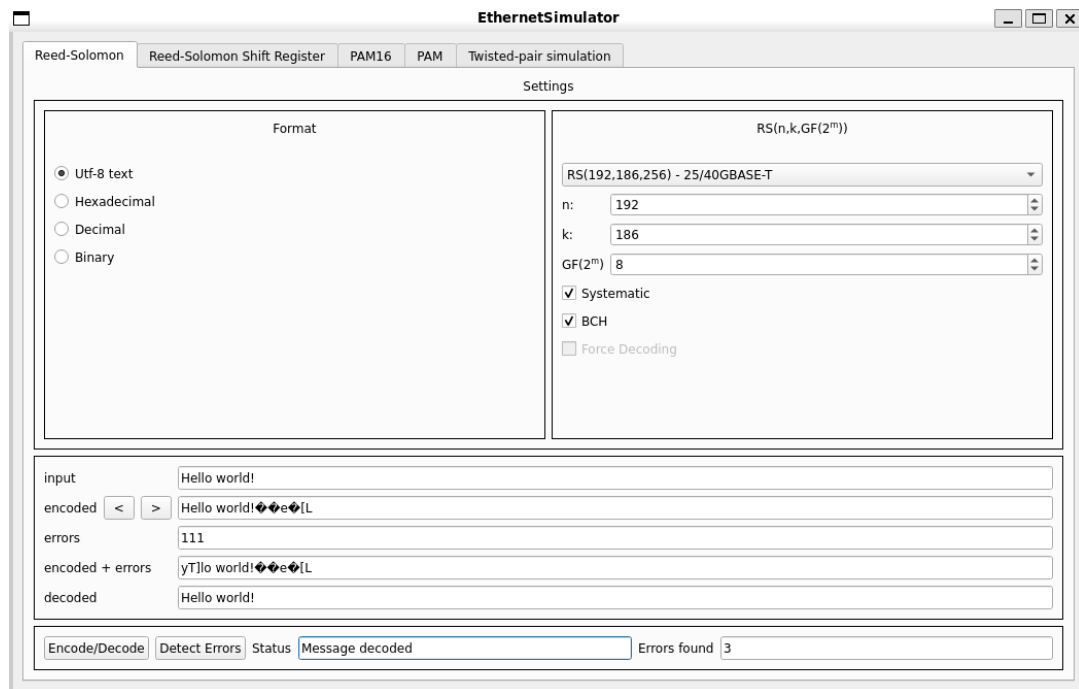 EthernetSimulator
Reed-Solomon Reed-Solomon Shift Register PAM16 PAM Twisted-pair simulation
Settings
Format
Utf-8 text
Hexadecimal
Decimal
Binary
RS(n,k,GF(2ᵐ))
RS(192,186,256) - 25/40GBASE-T
n: 192
k: 186
GF(2ᵐ) 8
Systematic
BCH
Force Decoding
input Hello world!
encoded < > Hello world!��e�[L
errors 111
encoded + errors yT]lo world!��e�[L
decoded Hello world!
Encode/Decode Detect Errors Status Message decoded Errors found 3